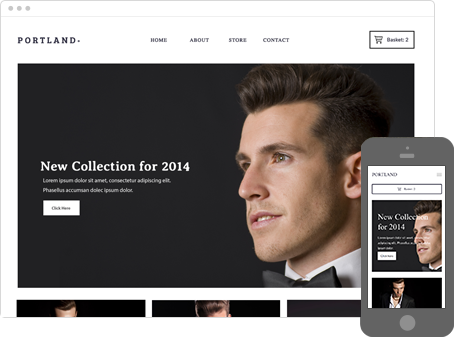 PORTLAND.
HOME ABOUT STORE CONTACT
Basket: 2
New Collection for 2014
Lorem ipsum dolor sit amet, consectetur adipiscing elit.
Phasellus accumsan dolec ipsum dolor.
Click Here
PORTLAND
Basket: 2
New Collection
for 2014
Click Here